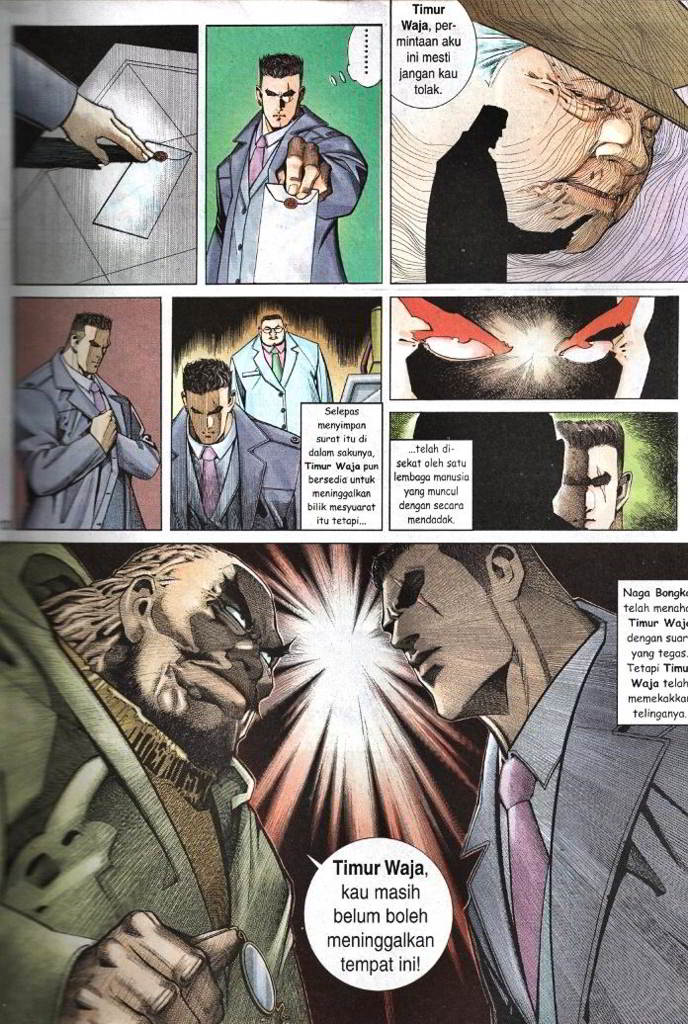 ........
Timur
Waja, per-
mintaan aku
ini mesti
jangan kau
tolak.
Selepas
menyimpan
surat itu di
dalam sakunya,
Timur Waja pun
bersedia untuk
meninggalkan
bilik mesyuarat
itu tetapi...
...telah di-
sekat oleh satu
lembaga manusia
yang muncul
dengan secara
mendadak.
Naga Bongka
telah menaha
Timur Waja
dengan suar
yang tegas.
Tetapi Timu
Waja telah
memekakka
telinganya.
Timur Waja,
kau masih
belum boleh
meninggalkan
tempat ini!